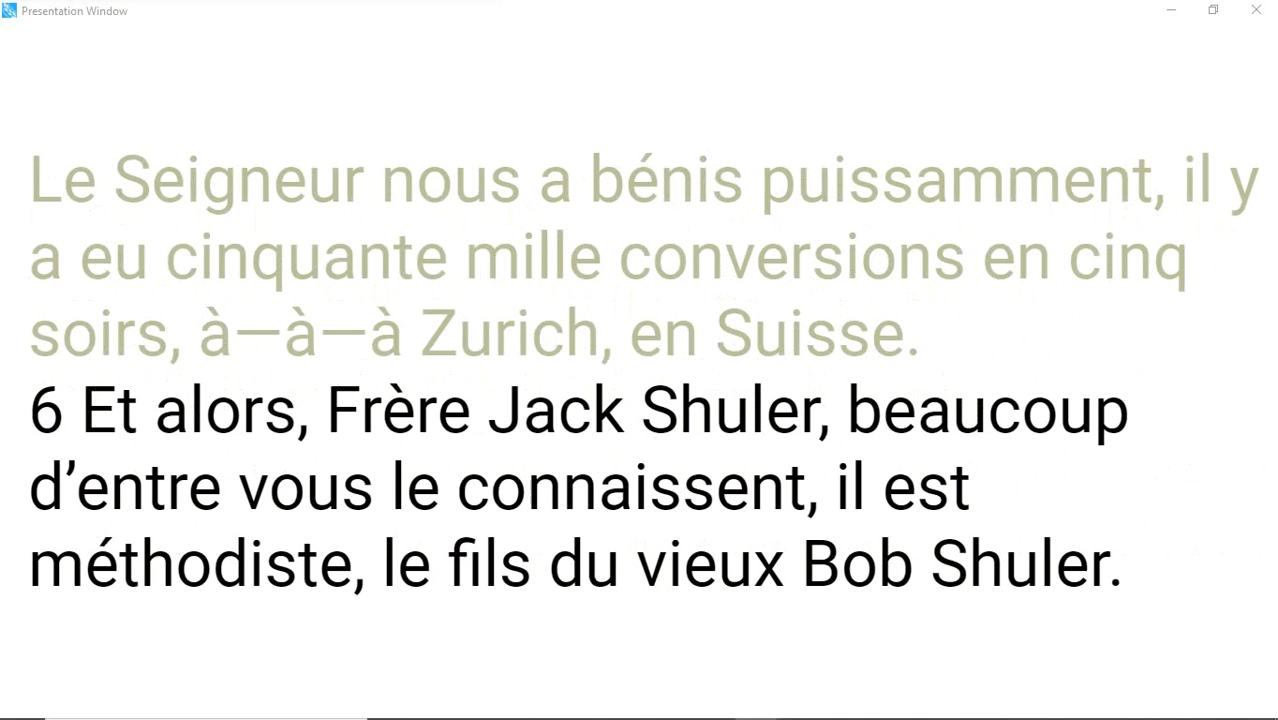 Presentation Window
Le Seigneur nous a bénis puissamment, il y
a eu cinquante mille conversions en cinq
soirs, à—à—à Zurich, en Suisse.
6 Et alors, Frère Jack Shuler, beaucoup
d’entre vous le connaissent, il est
méthodiste, le fils du vieux Bob Shuler.